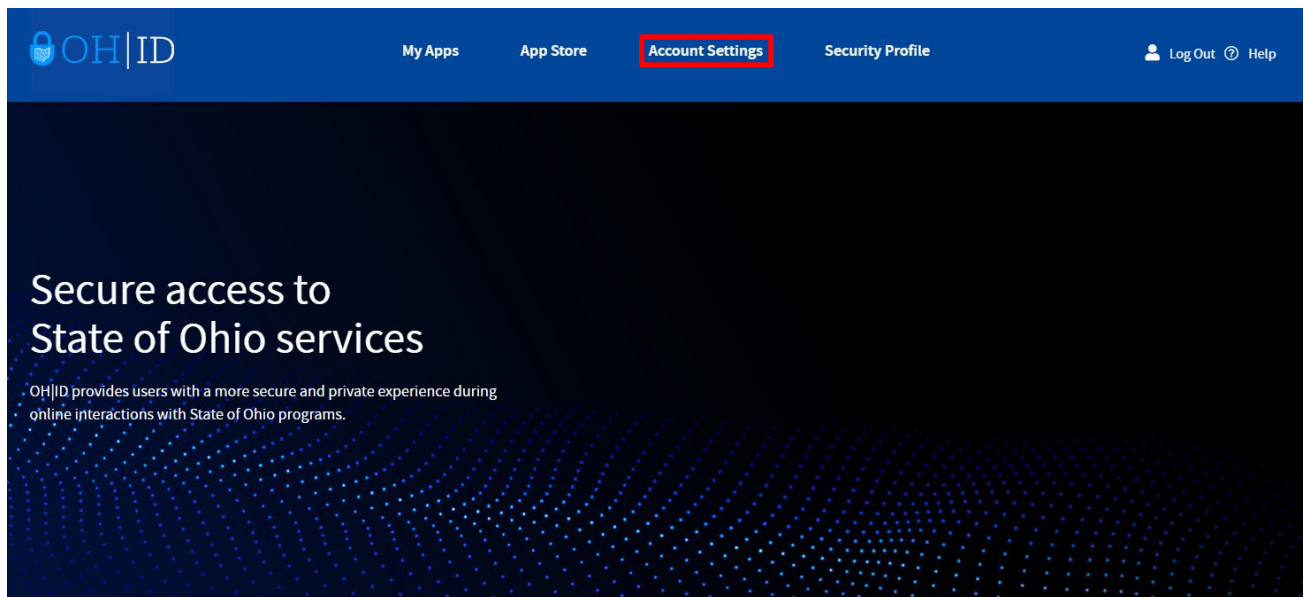 OH|ID
My Apps
App Store
Account Settings
Security Profile
Log Out
Help
Secure access to
State of Ohio services
OH|ID provides users with a more secure and private experience during
online interactions with State of Ohio programs.